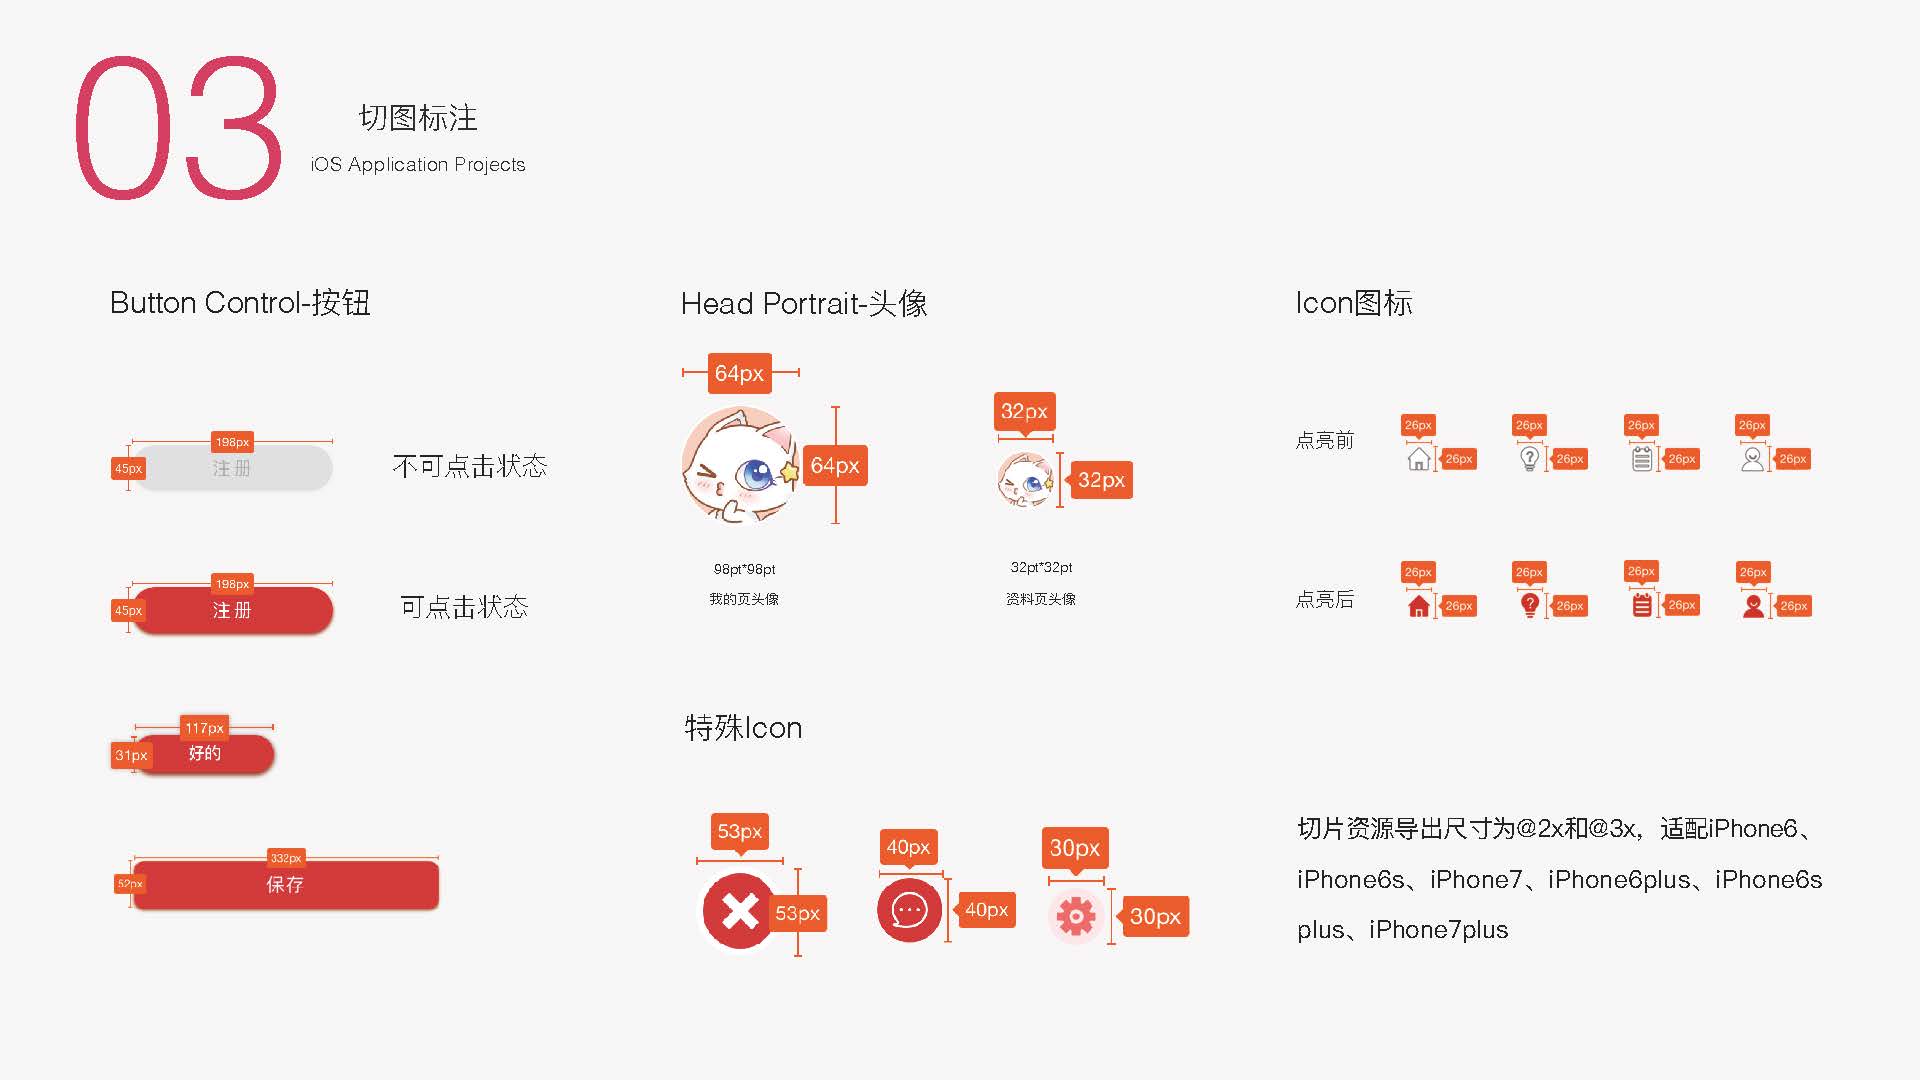 03
切图标注
iOS Application Projects
Button Control-按钮
198px
45px
注 册
不可点击状态
198px
45px
注 册
可点击状态
117px
31px
好的
332px
52px
保存
Head Portrait-头像
64px
64px
98pt*98pt
我的页头像
32px
32px
32pt*32pt
资料页头像
特殊Icon
53px
53px
40px
40px
30px
30px
Icon图标
点亮前
26px 26px 26px 26px
26px 26px 26px 26px
点亮后
26px 26px 26px 26px
26px 26px 26px 26px
切片资源导出尺寸为@2x和@3x，适配iPhone6、
iPhone6s、iPhone7、iPhone6plus、iPhone6s
plus、iPhone7plus